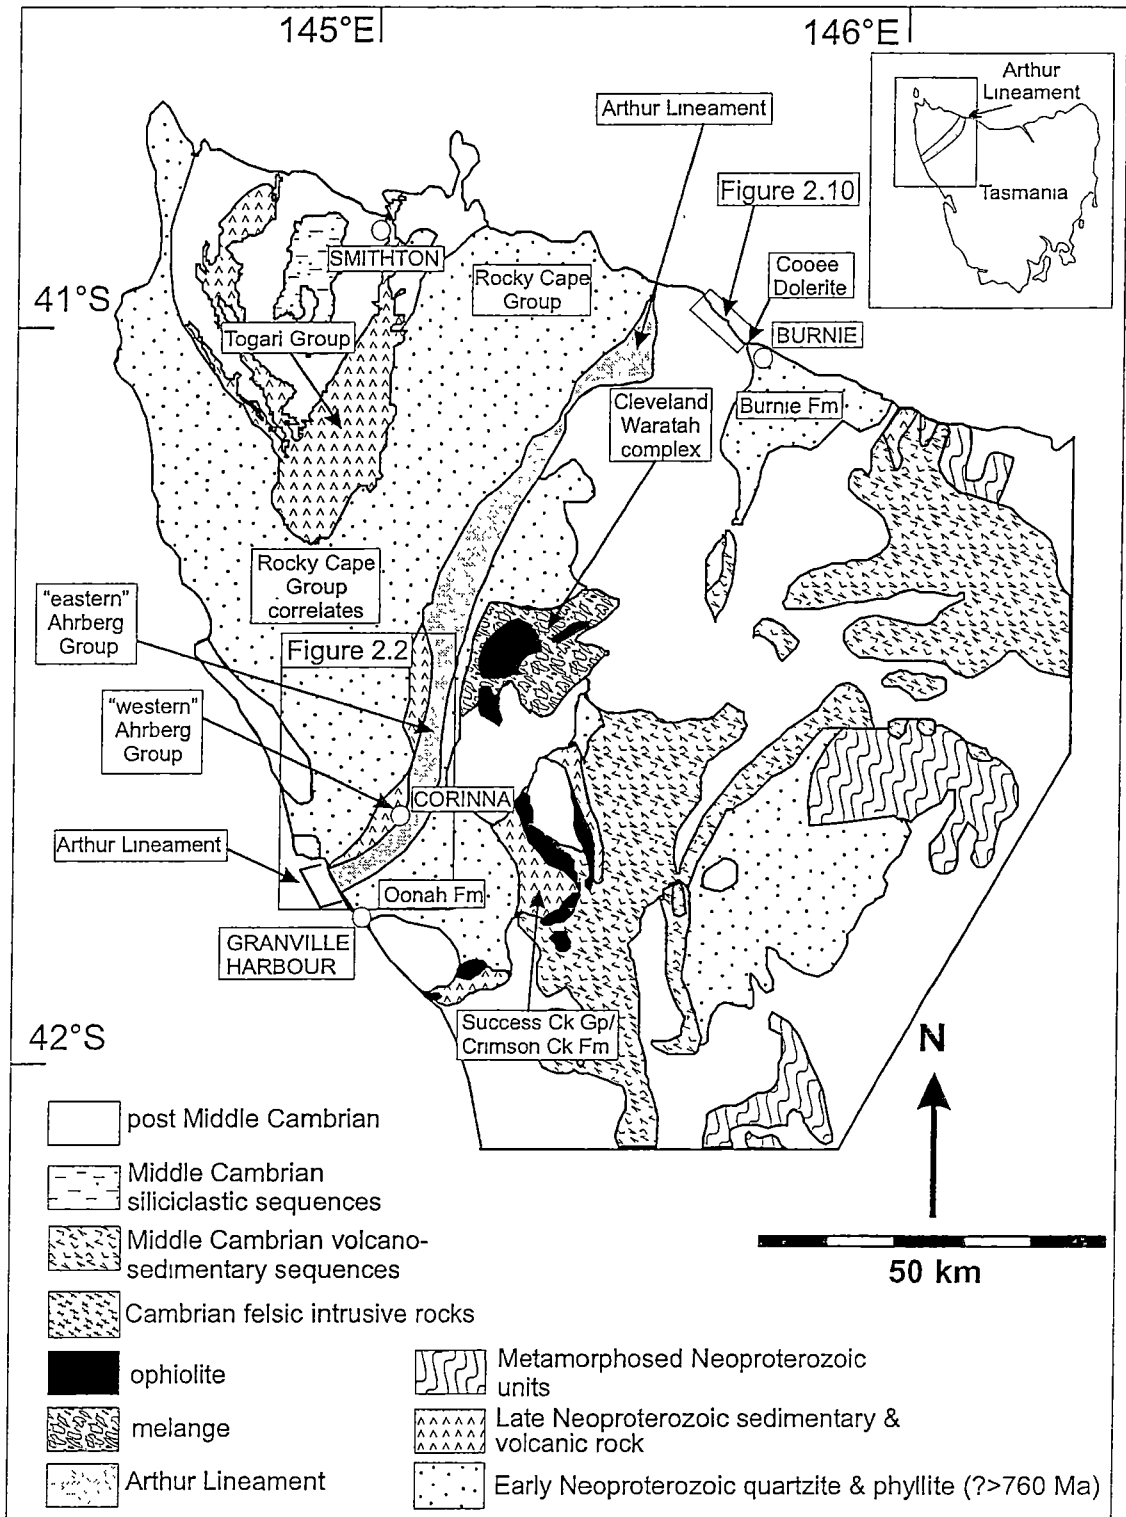 145°E
146°E
Arthur
Lineament
Tasmania
Arthur Lineament
Figure 2.10
SMITHTON
Rocky Cape
Group
Cooee
Dolerite
41°S
Togari Group
BURNIE
Cleveland
Waratah
complex
Burnie Fm
Rocky Cape
Group
correlates
"eastern"
Ahrberg
Group
Figure 2.2
"western"
Ahrberg
Group
CORINNA
Arthur Lineament
Oonah Fm
GRANVILLE
HARBOUR
Success Ck Gp/
Crimson Ck Fm
42°S
N
50 km
post Middle Cambrian
Middle Cambrian
siliciclastic sequences
Middle Cambrian volcano-
sedimentary sequences
Cambrian felsic intrusive rocks
ophiolite
melange
Arthur Lineament
Metamorphosed Neoproterozoic
units
Late Neoproterozoic sedimentary &
volcanic rock
Early Neoproterozoic quartzite & phyllite (?>760 Ma)